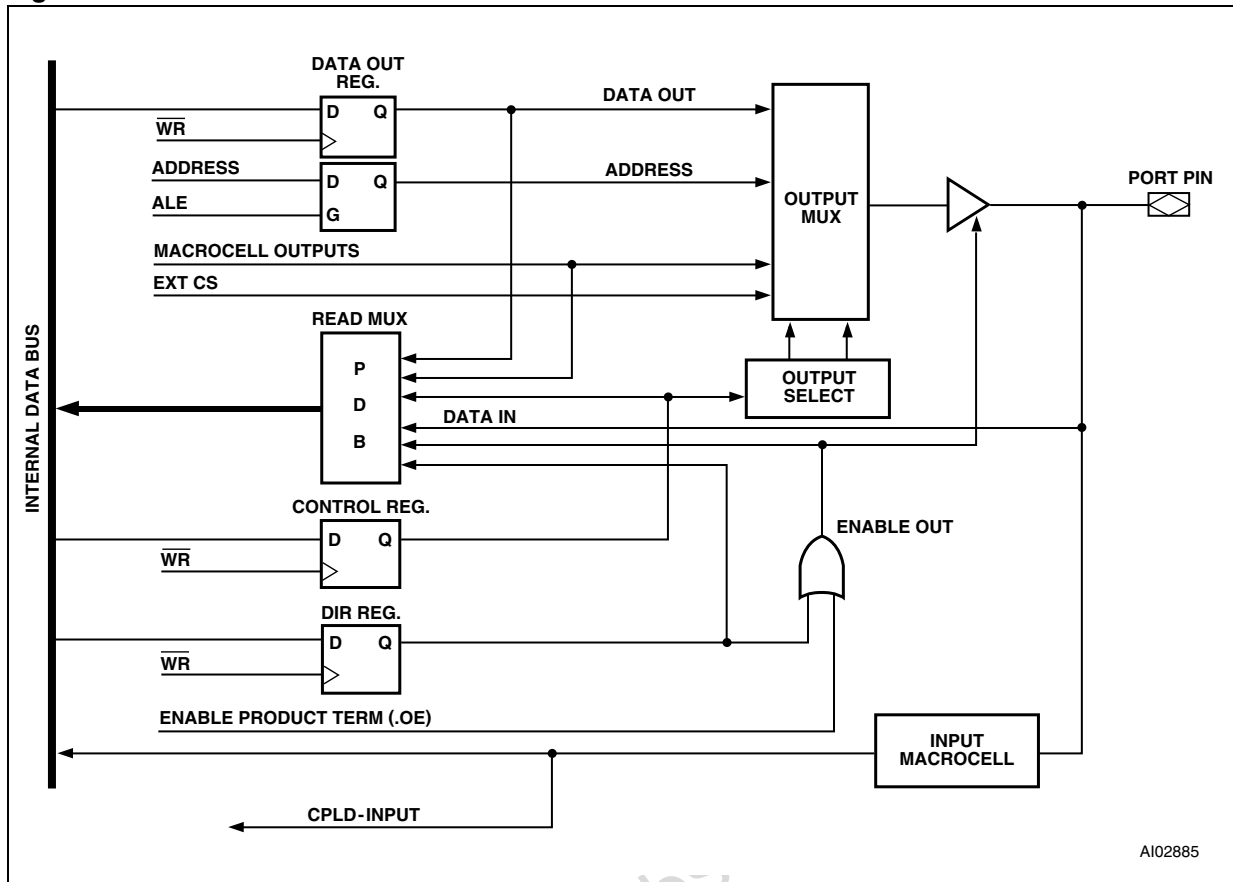 DATA OUT
REG.
D Q
WR
DATA OUT
ADDRESS
ALE
D Q
G
ADDRESS
OUTPUT
MUX
PORT PIN
MACROCELL OUTPUTS
EXT CS
READ MUX
P
D
B
OUTPUT
SELECT
DATA IN
INTERNAL DATA BUS
CONTROL REG.
D Q
WR
ENABLE OUT
DIR REG.
D Q
WR
ENABLE PRODUCT TERM (.OE)
INPUT
MACROCELL
CPLD-INPUT
AI02885